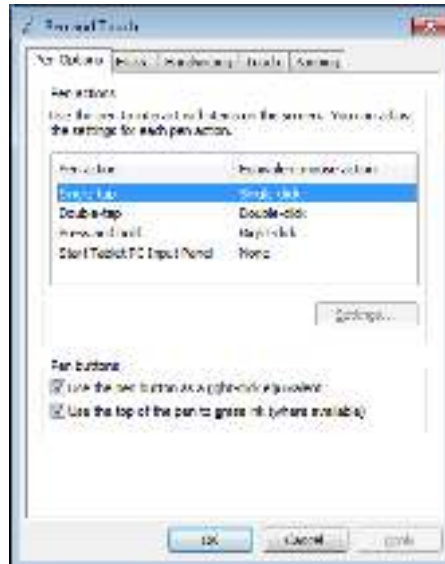 Pen and Touch
Pen Options Flicks Handwriting Touch Panning
Pen actions
Use the pen to interact with items on the screen. You can adjust
the settings for each pen action.
Pen action Equivalent mouse action
Single-tap Single-click
Double-tap Double-click
Press and hold Right-click
Start Tablet PC Input Panel None
Settings...
Pen buttons
Use the pen button as a right-click equivalent
Use the top of the pen to erase ink (where available)
OK Cancel Apply